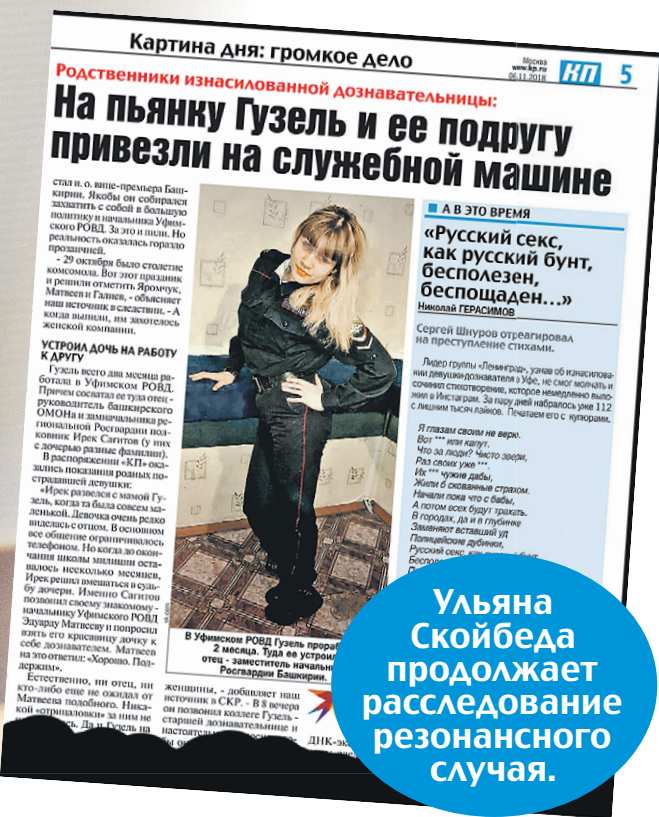 Картина дня: громкое дело
Москва
www.kp.ru
06.11.2018
КП
5
Родственники изнасилованной дознавательницы:
На пьянку Гузель и ее подругу
привезли на служебной машине
стал и. о. вице-премьера Баш-
кирии. Якобы он собирался
захватить с собой в большую
политику и начальника Уфим-
ского РОВД. За это и пили. Но
реальность оказалась гораздо
прозаичней.
- 29 октября было столетие
комсомола. Вот этот праздник
и решили отметить Яромчук,
Матвеев и Галиев, - объясняет
наш источник в следствии. - А
когда выпили, им захотелось
женской компании.
УСТРОИЛ ДОЧЬ НА РАБОТУ
К ДРУГУ
Гузель всего два месяца ра-
ботала в Уфимском РОВД.
Причем сосватал ее туда отец -
руководитель башкирского
ОМОНа и замначальника ре-
гиональной Росгвардии пол-
ковник Ирек Сагитов (у них
с дочерью разные фамилии).
В распоряжении «КП» ока-
зались показания родных по-
страдавшей девушки:
«Ирек развелся с мамой Гу-
зель, когда та была совсем ма-
ленькой. Девочка очень редко
виделась с отцом. В основном
все общение ограничивалось
телефоном. Но когда до окон-
чания школы милиции оста-
валось несколько месяцев,
Ирек решил вмешаться в судь-
бу дочери. Именно Сагитов
позвонил своему знакомому -
начальнику Уфимского РОВД
Эдуарду Матвееву и попросил
взять его красавицу дочку к
себе дознавателем. Матвеев
на это ответил: «Хорошо. Под-
держим».
Естественно, ни отец, ни
кто-либо еще не ожидал от
Матвеева подобного. Ника-
кой «отрицаловки» за ним не
Да и Гузель на
vk.com
В Уфимском РОВД Гузель прораб
2 месяца. Туда ее устроил
отец - заместитель начальн
Росгвардии Башкирии.
женщины, - добавляет наш
источник в СКР. - В 8 вечера
он позвонил коллеге Гузель -
старшей дознавательнице и
настоятельно
ДНК-экс
А В ЭТО ВРЕМЯ
«Русский секс,
как русский бунт,
бесполезен,
беспощаден...»
Николай ГЕРАСИМОВ
Сергей Шнуров отреагировал
на преступление стихами.
Лидер группы «Ленинград», узнав об изнасилова-
нии девушки-дознавателя в Уфе, не смог молчать и
сочинил стихотворение, которое немедленно выло-
жил в Инстаграм. За пару дней набралось уже 112
с лишним тысяч лайков. Печатаем его с купюрами.
Я глазам своим не верю.
Вот *** или капут,
Что за люди? Чисто звери,
Раз своих уже ***.
Их *** чужие дабы,
Жили б скованные страхом.
Начали пока что с бабы,
А потом всех будут трахать.
В городах, да и в глубинке
Заменяют вставший уд
Полицейские дубинки,
Русский секс, как русский бунт,
Беспол
Ульяна
Скойбеда
продолжает
расследование
резонансного
случая.